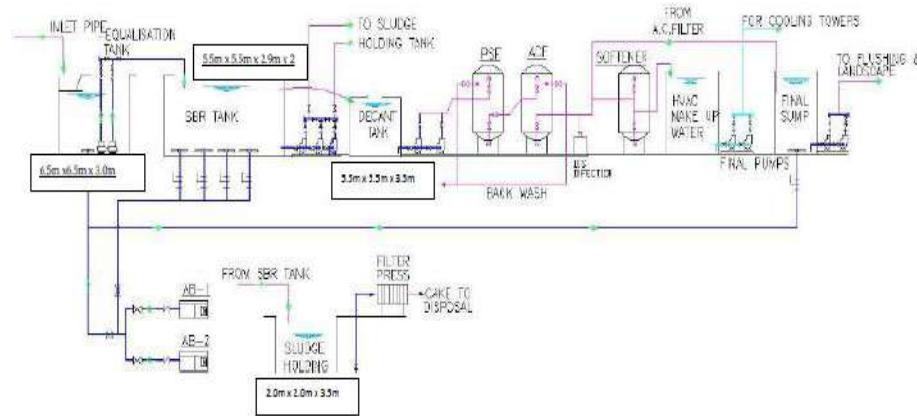 INLET PIPE
EQUALISATION
TANK
5.5m x 5.5m x 2.9m x 2
TO SLUDGE
HOLDING TANK
FROM
A.C.FILTER
FOR COOLING TOWERS
TO FLUSHING &
LANDSCAPE
PSF
ACF
SOFTENER
SBR TANK
DECANT
TANK
HVAC
MAKE UP
WATER
FINAL
SUMP
6.5m x6.5m x 3.0m
5.5m x 5.5m x 3.5m
BACK WASH
FINAL PUMPS
FROM SBR TANK
FILTER
PRESS
CAKE TO
DISPOSAL
AB-1
AB-2
SLUDGE
HOLDING
2.0m x 2.0m x 3.5m